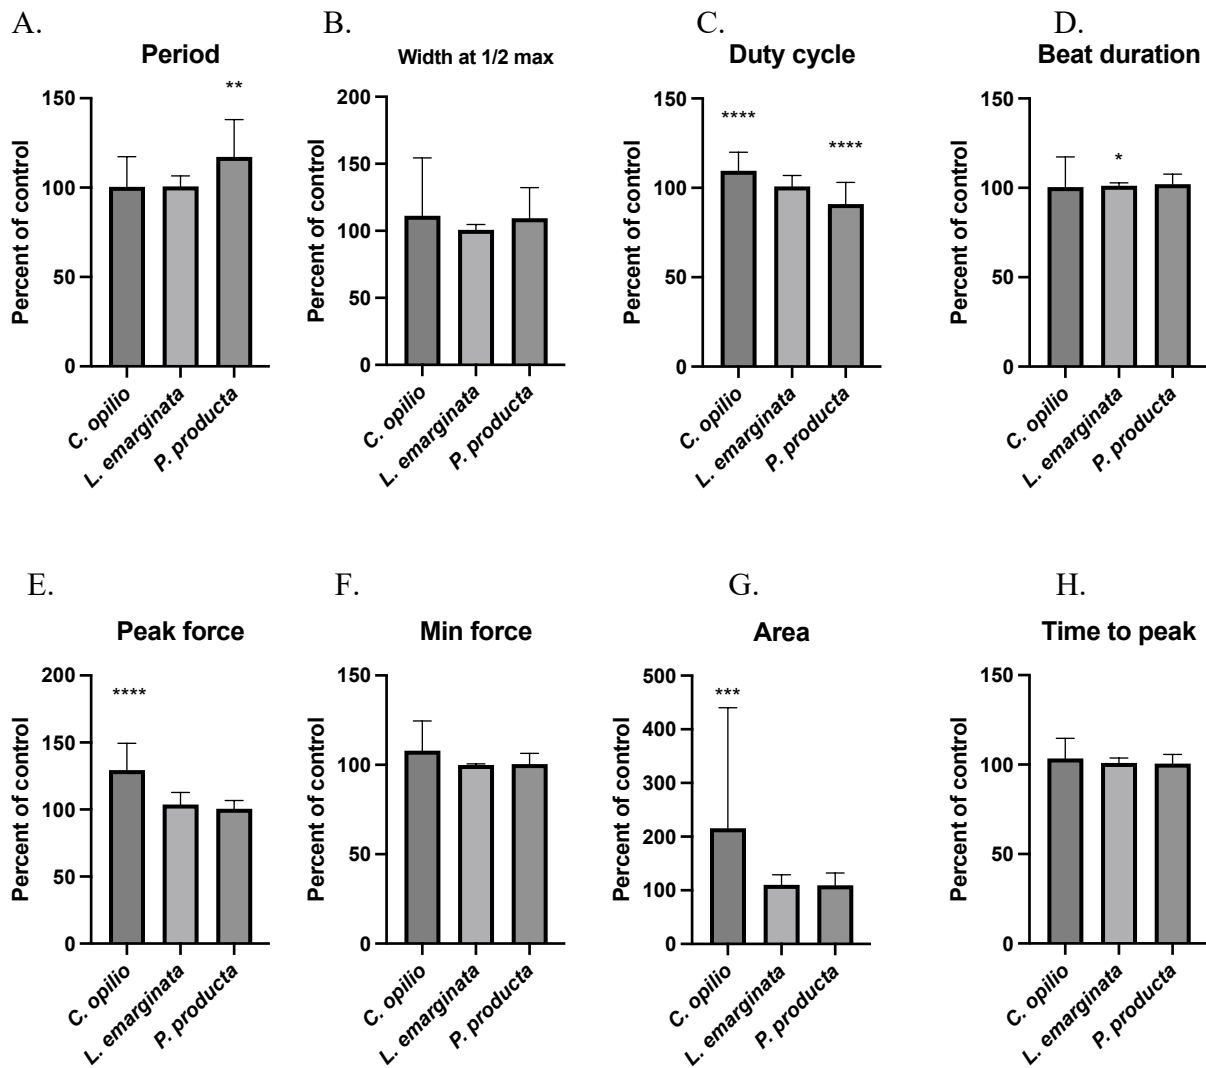 A.
Period
**
Percent of control
150
100
50
0
C. opilio
L. emarginata
P. producta
B.
Width at 1/2 max
Percent of control
200
150
100
50
0
C. opilio
L. emarginata
P. producta
C.
Duty cycle
****
****
Percent of control
150
100
50
0
C. opilio
L. emarginata
P. producta
D.
Beat duration
*
Percent of control
150
100
50
0
C. opilio
L. emarginata
P. producta
E.
Peak force
****
Percent of control
200
150
100
50
0
C. opilio
L. emarginata
P. producta
F.
Min force
Percent of control
150
100
50
0
C. opilio
L. emarginata
P. producta
G.
Area
***
Percent of control
500
400
300
200
100
0
C. opilio
L. emarginata
P. producta
H.
Time to peak
Percent of control
150
100
50
0
C. opilio
L. emarginata
P. producta